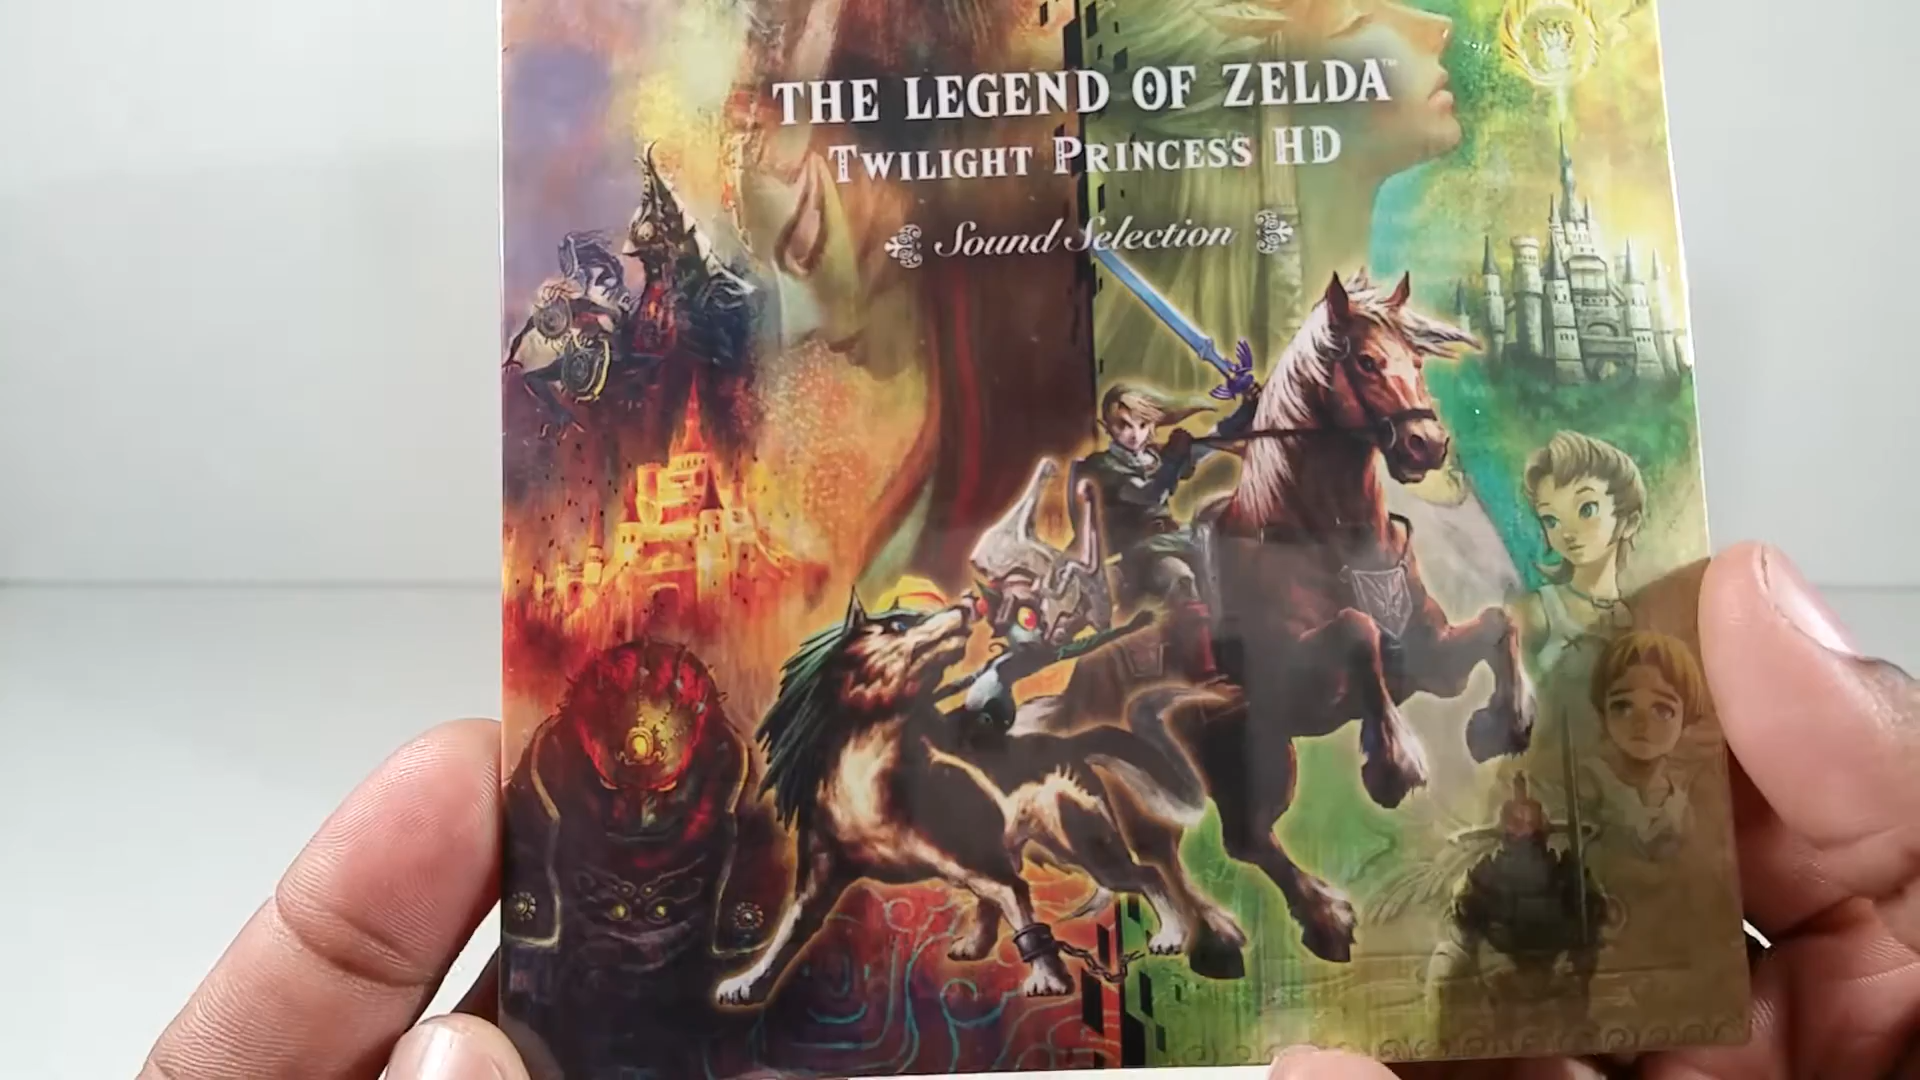 THE LEGEND OF ZELDA™
TWILIGHT PRINCESS HD
Sound Selection